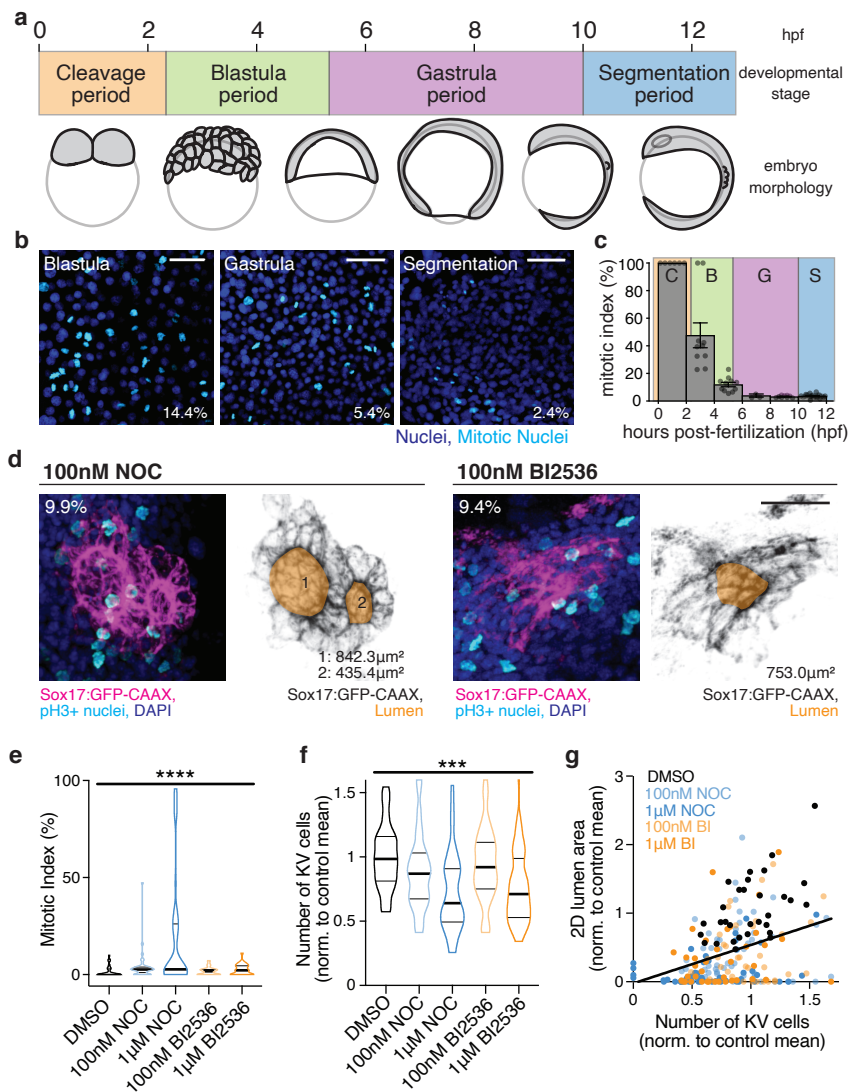 a
0 2 4 6 8 10 12 hpf
Cleavage period
Blastula period
Gastrula period
Segmentation period
developmental stage
embryo morphology
b
Blastula
Gastrula
Segmentation
14.4%
5.4%
2.4%
Nuclei, Mitotic Nuclei
c
mitotic index (%)
100
80
60
40
20
0
C B G S
0 2 4 6 8 10 12
hours post-fertilization (hpf)
d
100nM NOC
9.9%
1
2
1: 842.3µm²
2: 435.4µm²
Sox17:GFP-CAAX,
pH3+ nuclei, DAPI
Sox17:GFP-CAAX,
Lumen
100nM BI2536
9.4%
753.0µm²
Sox17:GFP-CAAX,
pH3+ nuclei, DAPI
Sox17:GFP-CAAX,
Lumen
e
****
Mitotic Index (%)
100
50
0
DMSO
100nM NOC
1µM NOC
100nM BI2536
1µM BI2536
f
***
Number of KV cells
(norm. to control mean)
1.5
1
0.5
0
DMSO
100nM NOC
1µM NOC
100nM BI2536
1µM BI2536
g
DMSO
100nM NOC
1µM NOC
100nM BI
1µM BI
2D lumen area
(norm. to control mean)
3
2
1
0
0 0.5 1 1.5
Number of KV cells
(norm. to control mean)